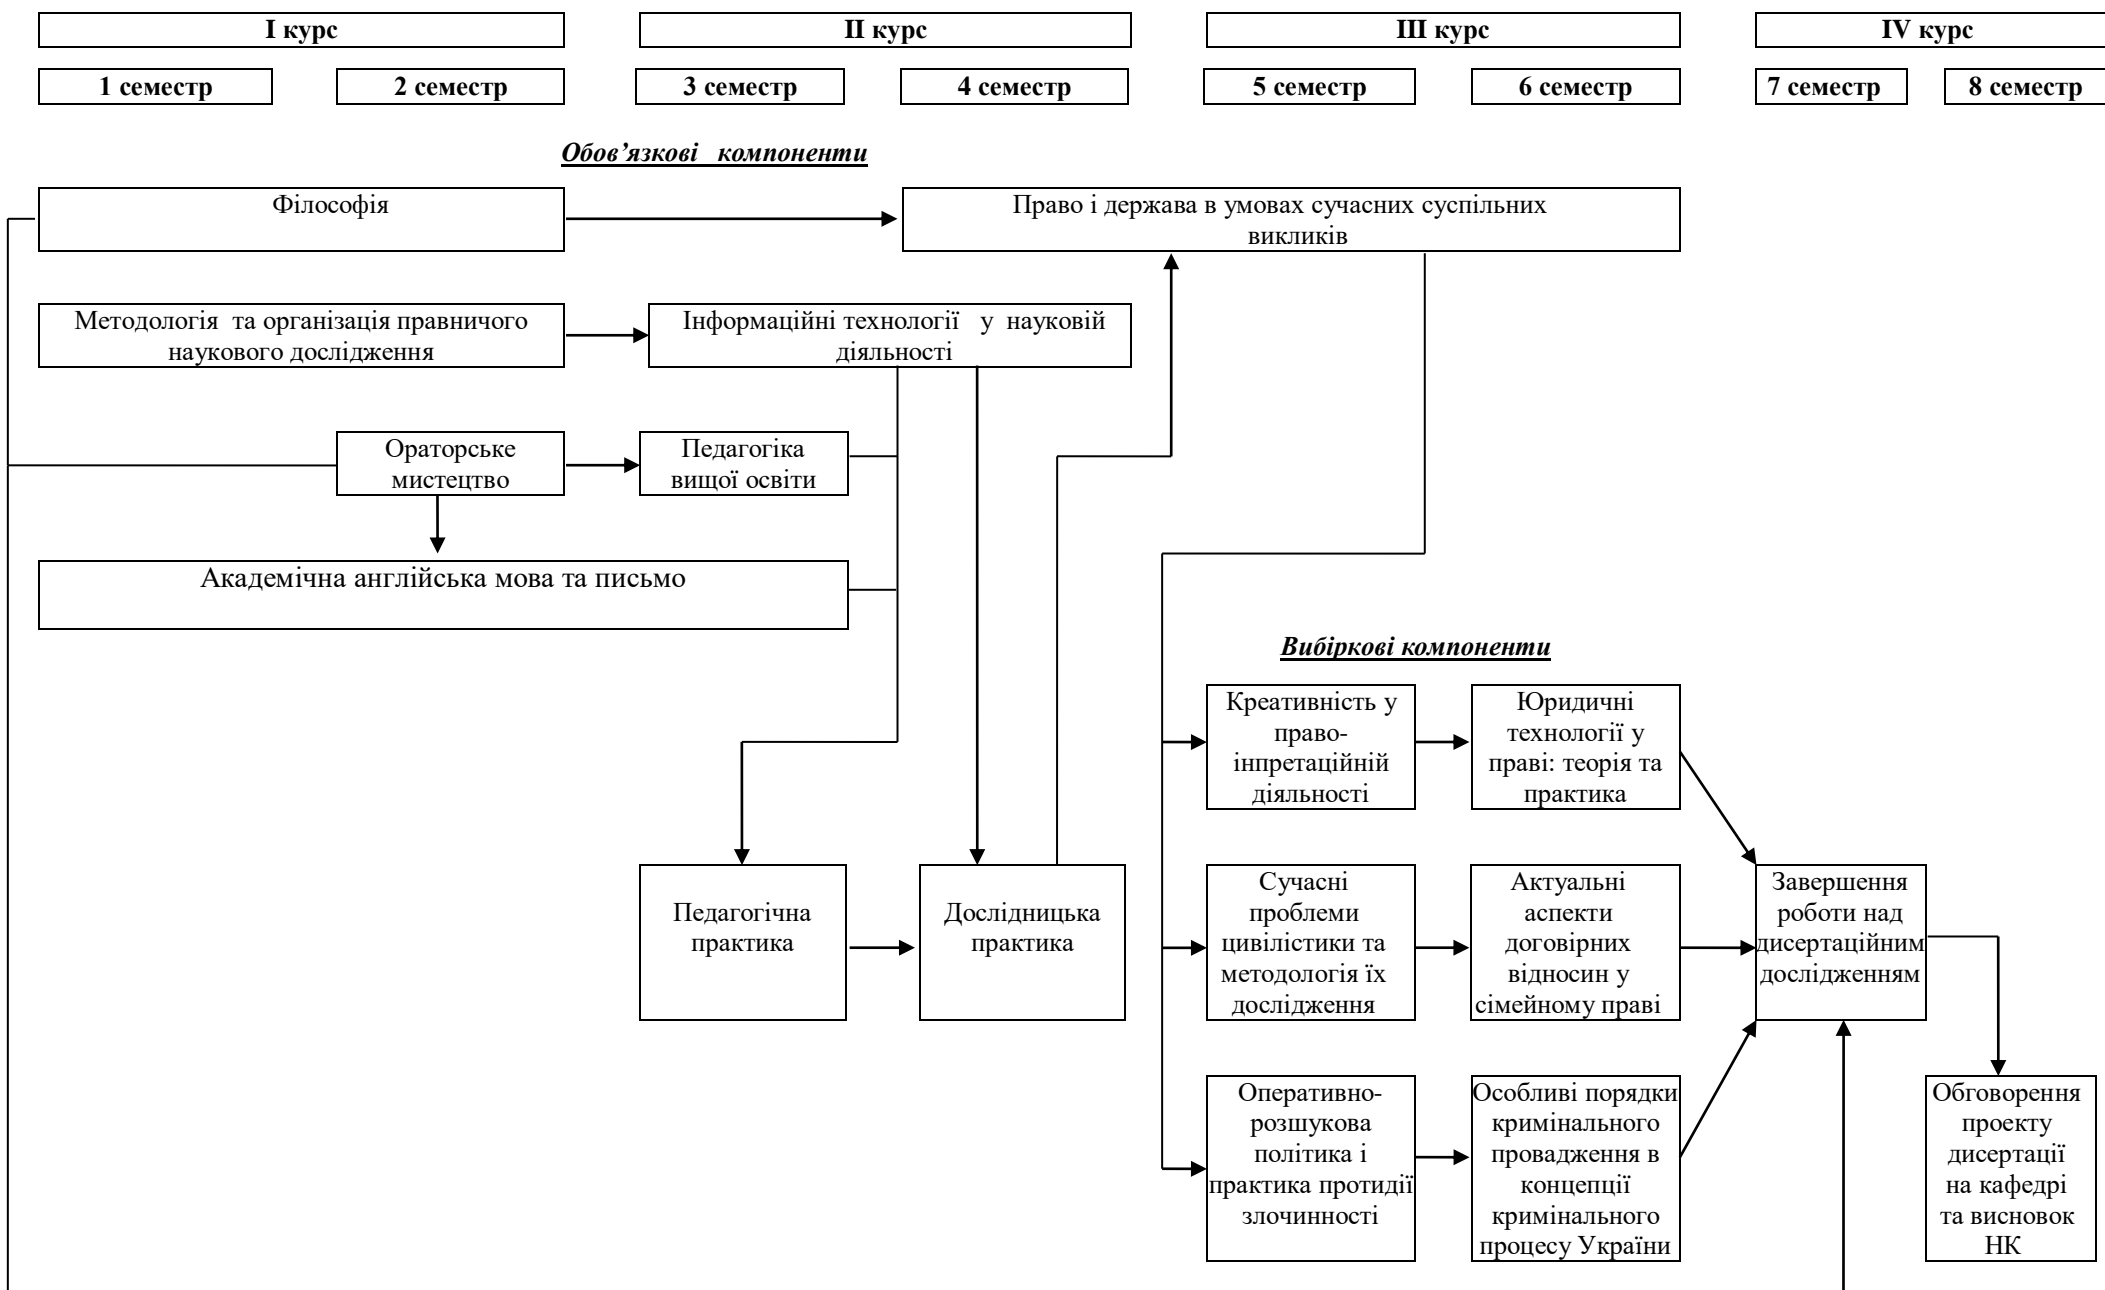 І курс
ІІ курс
ІІІ курс
ІV курс
1 семестр
2 семестр
3 семестр
4 семестр
5 семестр
6 семестр
7 семестр
8 семестр
Обов’язкові компоненти
Філософія
Право і держава в умовах сучасних суспільних
викликів
Методологія та організація правничого
наукового дослідження
Інформаційні технології у науковій
діяльності
Ораторське
мистецтво
Педагогіка
вищої освіти
Академічна англійська мова та письмо
Вибіркові компоненти
Креативність у
право-
інпретаційній
діяльності
Юридичні
технології у
праві: теорія та
практика
Педагогічна
практика
Дослідницька
практика
Сучасні
проблеми
цивілістики та
методологія їх
дослідження
Актуальні
аспекти
договірних
відносин у
сімейному праві
Завершення
роботи над
дисертаційним
дослідженням
Оперативно-
розшукова
політика і
практика протидії
злочинності
Особливі порядки
кримінального
провадження в
концепції
кримінального
процесу України
Обговорення
проекту
дисертації
на кафедрі
та висновок
НК